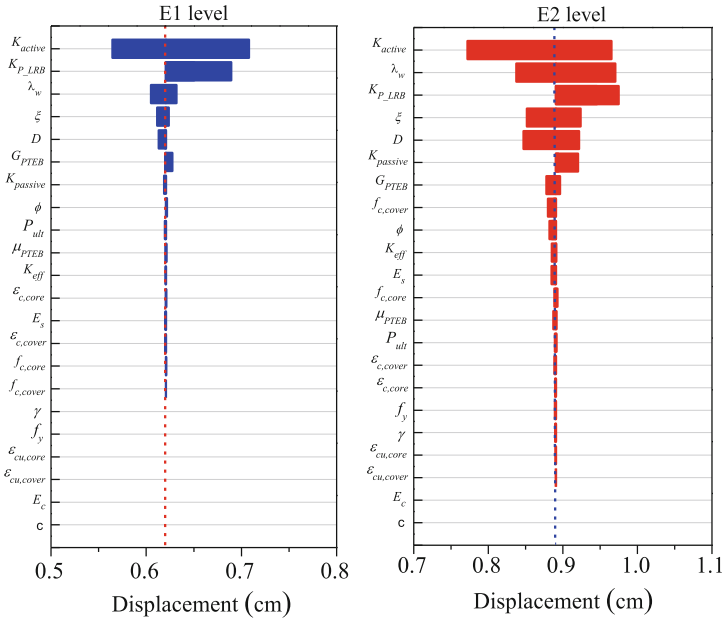 E1 level
K_active
K_P_LRB
λ_w
ξ
D
G_PTEB
K_passive
ϕ
P_ult
μ_PTEB
K_eff
ε_c,core
E_s
ε_c,cover
f_c,core
f_c,cover
γ
f_y
ε_cu,core
ε_cu,cover
E_c
c
0.5 0.6 0.7 0.8
Displacement (cm)
E2 level
K_active
λ_w
K_P_LRB
ξ
D
K_passive
G_PTEB
f_c,cover
ϕ
K_eff
E_s
f_c,core
μ_PTEB
P_ult
ε_c,cover
ε_c,core
f_y
γ
ε_cu,core
ε_cu,cover
E_c
c
0.7 0.8 0.9 1.0 1.1
Displacement (cm)